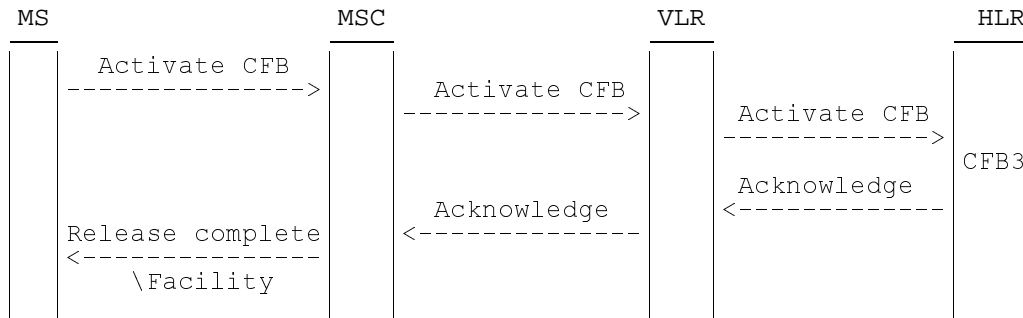 MS MSC VLR HLR
Activate CFB
--------------->
Activate CFB
-------------->
Activate CFB
------------->
CFB3
Acknowledge
<-------------
Acknowledge
<--------------
Release complete
<---------------
\Facility